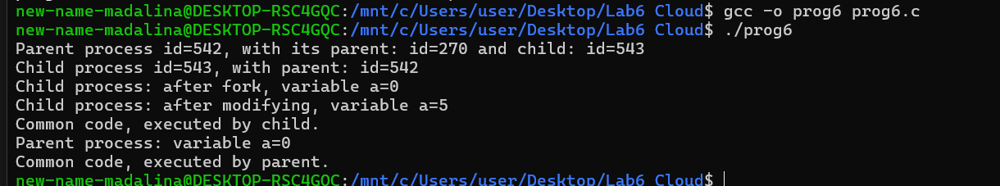 new-name-madalina@DESKTOP-RSC4GQC:/mnt/c/Users/user/Desktop/Lab6 Cloud$ gcc -o prog6 prog6.c
new-name-madalina@DESKTOP-RSC4GQC:/mnt/c/Users/user/Desktop/Lab6 Cloud$ ./prog6
Parent process id=542, with its parent: id=270 and child: id=543
Child process id=543, with parent: id=542
Child process: after fork, variable a=0
Child process: after modifying, variable a=5
Common code, executed by child.
Parent process: variable a=0
Common code, executed by parent.
new-name-madalina@DESKTOP-RSC4GQC:/mnt/c/Users/user/Desktop/Lab6 Cloud$